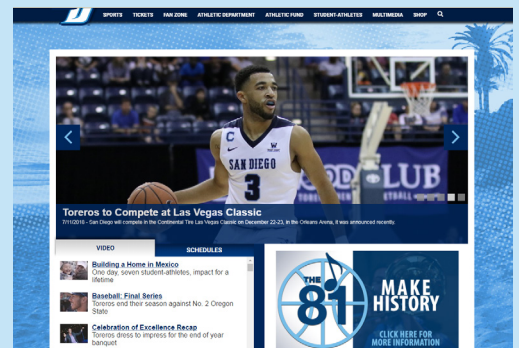 SPORTS TICKETS FAN ZONE ATHLETIC DEPARTMENT ATHLETIC FUND STUDENT-ATHLETES MULTIMEDIA SHOP
C
SAN DIEGO
3
LUB
Toreros to Compete at Las Vegas Classic
7/11/2018 - San Diego will compete in the Continental Tire Las Vegas Classic on December 22-23, in the Orleans Arena, it was announced recently.
VIDEO SCHEDULES
Building a Home in Mexico
One day, seven student-athletes, impact for a
lifetime
Baseball: Final Series
Toreros end their season against No. 2 Oregon
State
Celebration of Excellence Recap
Toreros dress to impress for the end of year
banquet
THE
81
MAKE
HISTORY
CLICK HERE FOR
MORE INFORMATION